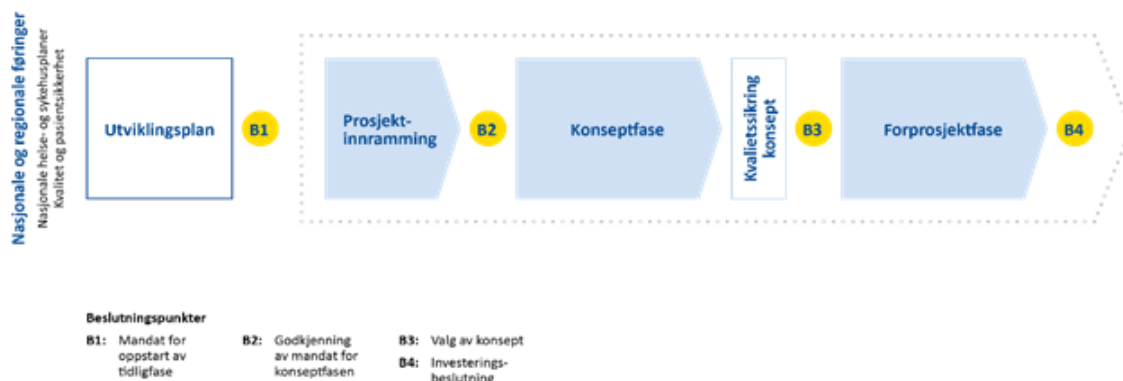 Nasjonale og regionale føringer
Nasjonale helse- og sykehusplaner
Kvalitet og pasientsikkerhet
Utviklingsplan
B1
Prosjekt-
innramming
B2
Konseptfase
Kvalietssikring
konsept
B3
Forprosjektfase
B4
Beslutningspunkter
B1: Mandat for
oppstart av
tidligfase
B2: Godkjenning
av mandat for
konseptfasen
B3: Valg av konsept
B4: Investerings-
beslutning